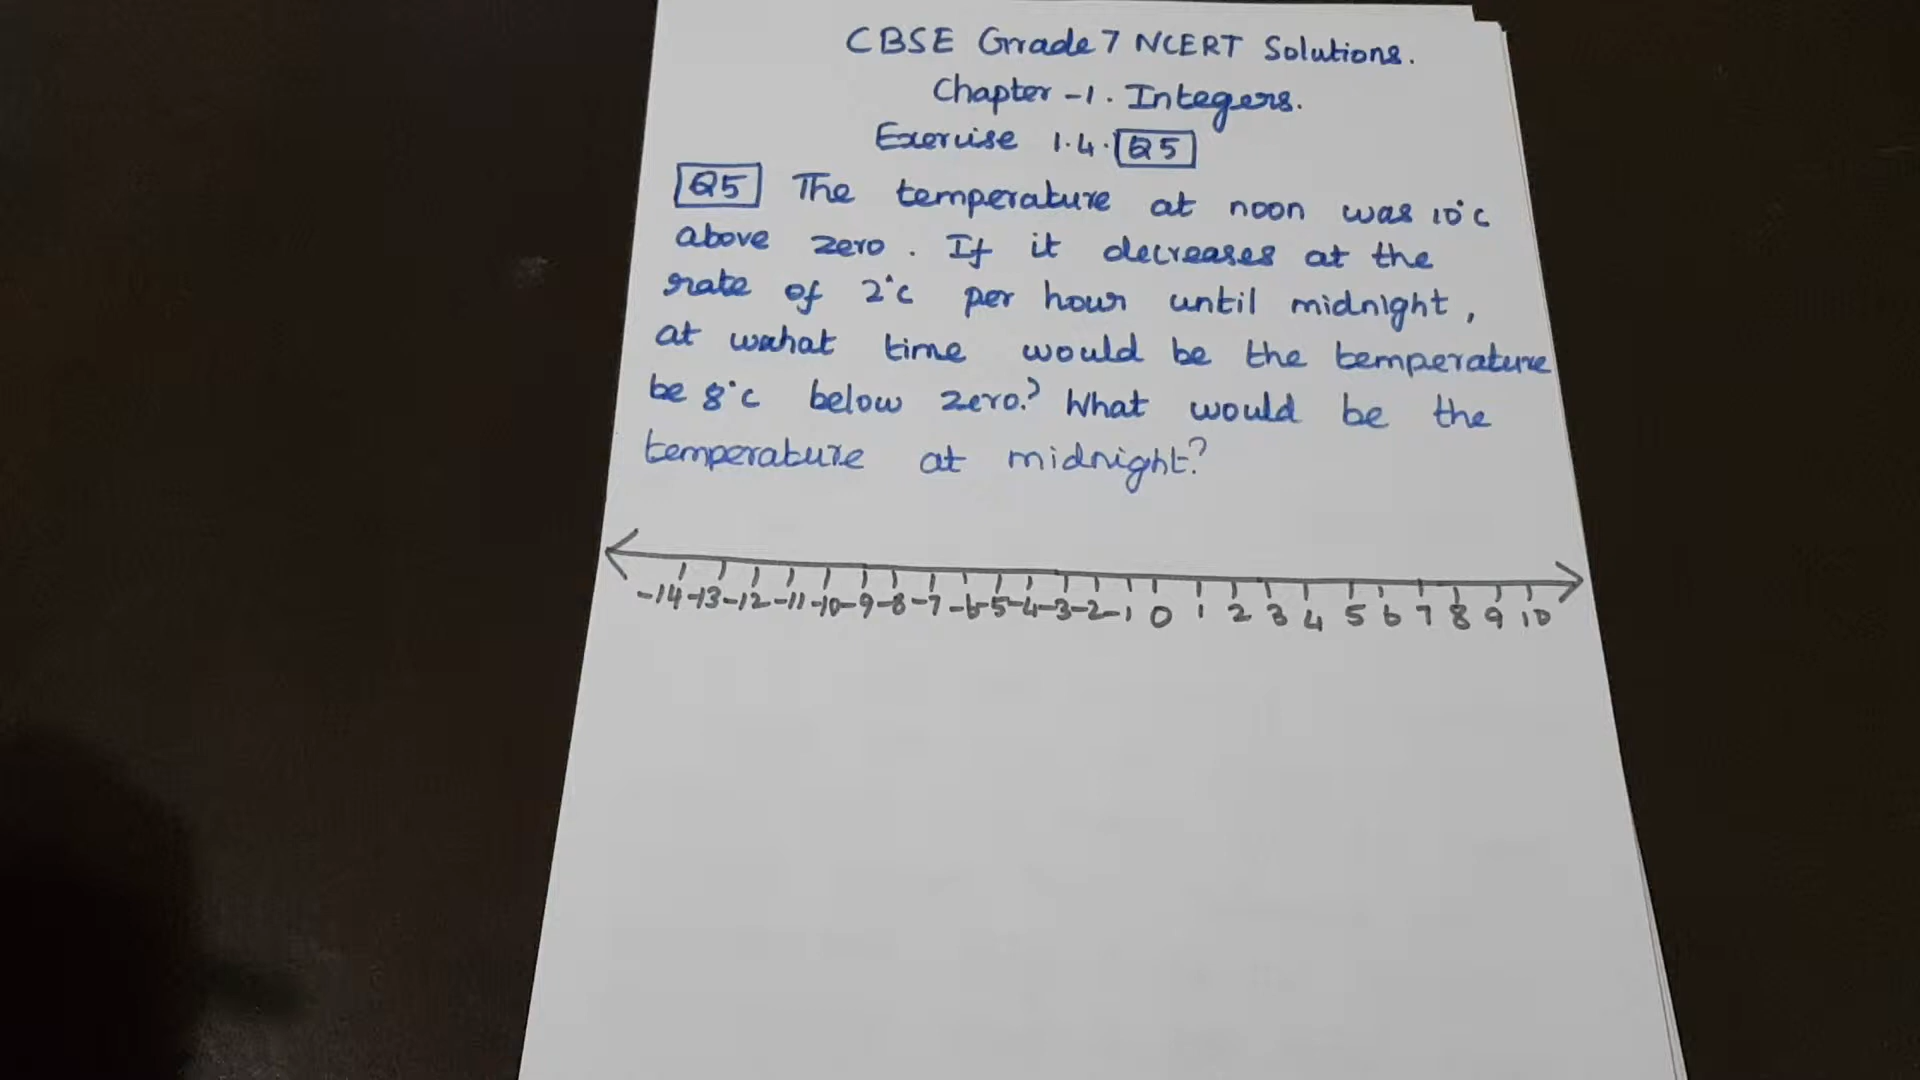 CBSE Grade 7 NCERT Solutions.
Chapter -1. Integers.
Exercise 1.4. Q5
Q5 The temperature at noon was 10°C
above zero. If it decreases at the
rate of 2°C per hour until midnight,
at wahat time would be the temperature
be 8°C below zero? What would be the
temperature at midnight?
-14 -13 -12 -11 -10 -9 -8 -7 -6 -5 -4 -3 -2 -1 0 1 2 3 4 5 6 7 8 9 10